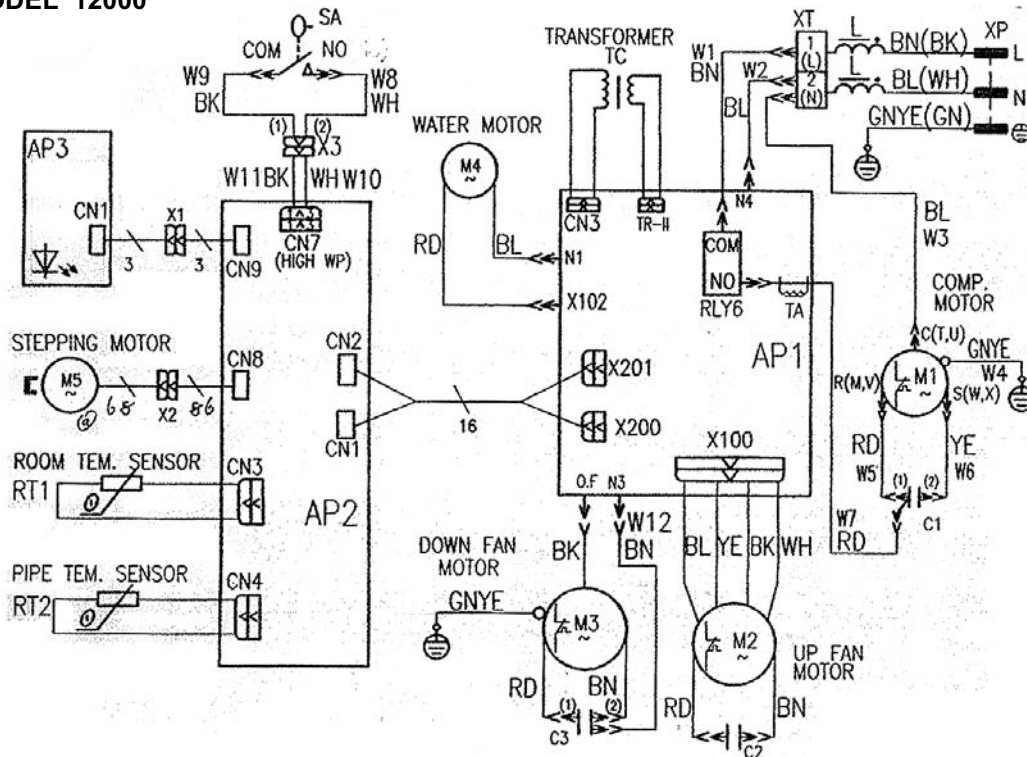 ODEL 12000
SA
COM NO
W9
BK
W8
WH
(1) (2)
X3
W11BK
WH W10
CN7
(HIGH WP)
AP3
CN1
X1
3
3
CN9
STEPPING MOTOR
M5
~
68
X2
86
CN8
ROOM TEM. SENSOR
RT1
θ
CN3
PIPE TEM. SENSOR
RT2
θ
CN4
AP2
CN2
CN1
16
WATER MOTOR
M4
~
RD
BL
TRANSFORMER
TC
CN3
TR-II
N1
X102
X201
X200
AP1
W1
BN
W2
BL
N4
COM
NO
RLY6
TA
XT
1
(L)
2
(N)
L
L
BN(BK)
BL(WH)
GNYE(GN)
XP
L
N
BL
W3
COMP.
MOTOR
C(T,U)
GNYE
W4
R(M,V)
M1
~
S(W,X)
RD
W5
YE
W6
(1) (2)
C1
W7
RD
X100
O.F N3
W12
BK
BN
DOWN FAN
MOTOR
GNYE
M3
~
RD
BN
(1) (2)
C3
BL YE BK WH
M2
~
UP FAN
MOTOR
RD
BN
C2